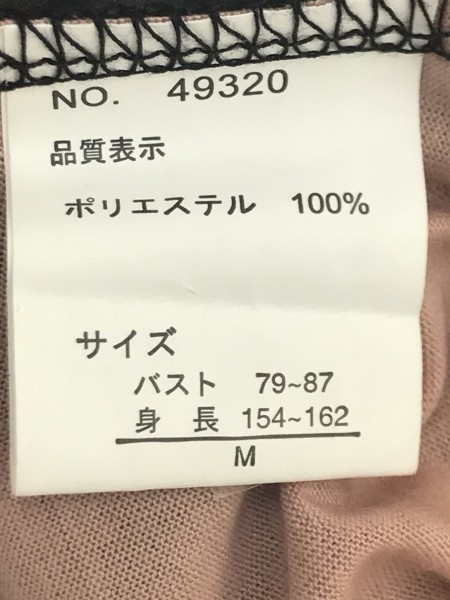 NO. 49320
品質表示
ポリエステル 100%
サイズ
バスト 79~87
身長 154~162
M